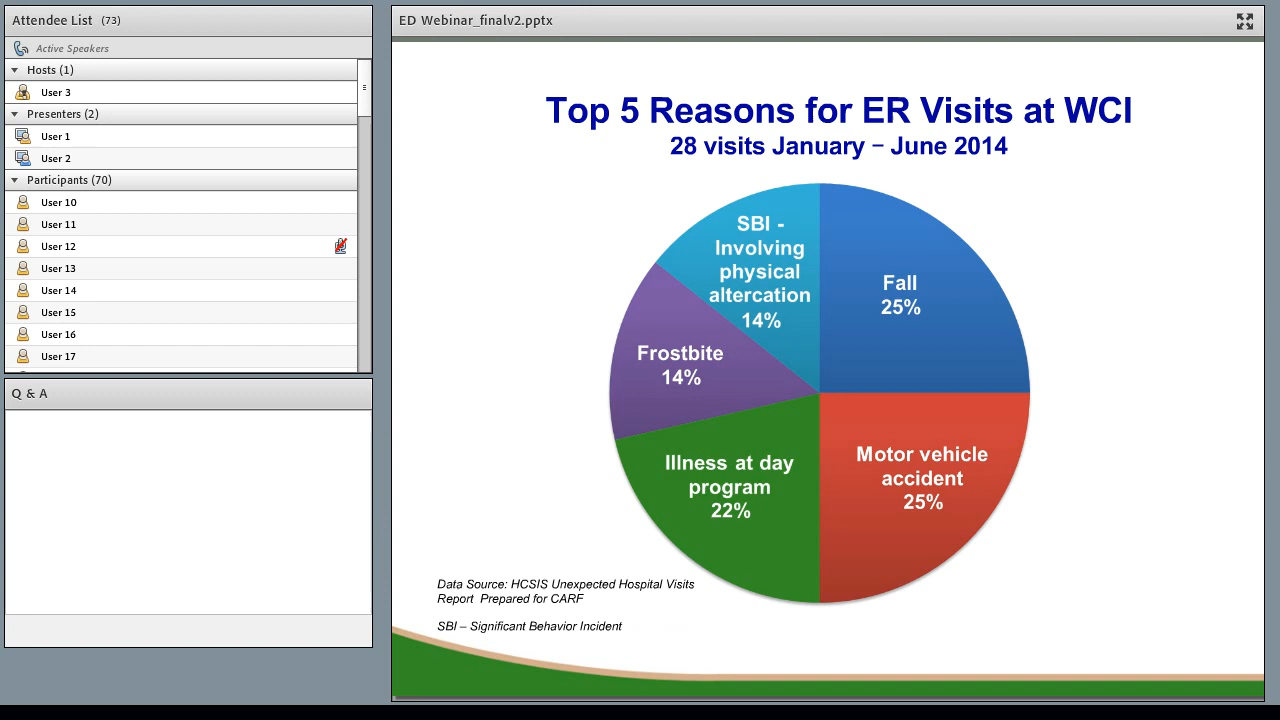 Attendee List (73)
Active Speakers
Hosts (1)
User 3
Presenters (2)
User 1
User 2
Participants (70)
User 10
User 11
User 12
User 13
User 14
User 15
User 16
User 17
Q & A
ED Webinar_finalv2.pptx
Top 5 Reasons for ER Visits at WCI
28 visits January – June 2014
SBI -
Involving
physical
altercation
14%
Fall
25%
Frostbite
14%
Motor vehicle
accident
25%
Illness at day
program
22%
Data Source: HCSIS Unexpected Hospital Visits
Report  Prepared for CARF
SBI – Significant Behavior Incident